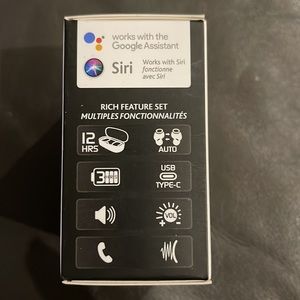 works with the
Google Assistant
Siri
Works with Siri
fonctionne
avec Siri
RICH FEATURE SET
MULTIPLES FONCTIONNALITÉS
12
HRS
AUTO
3
USB
TYPE-C
VOL